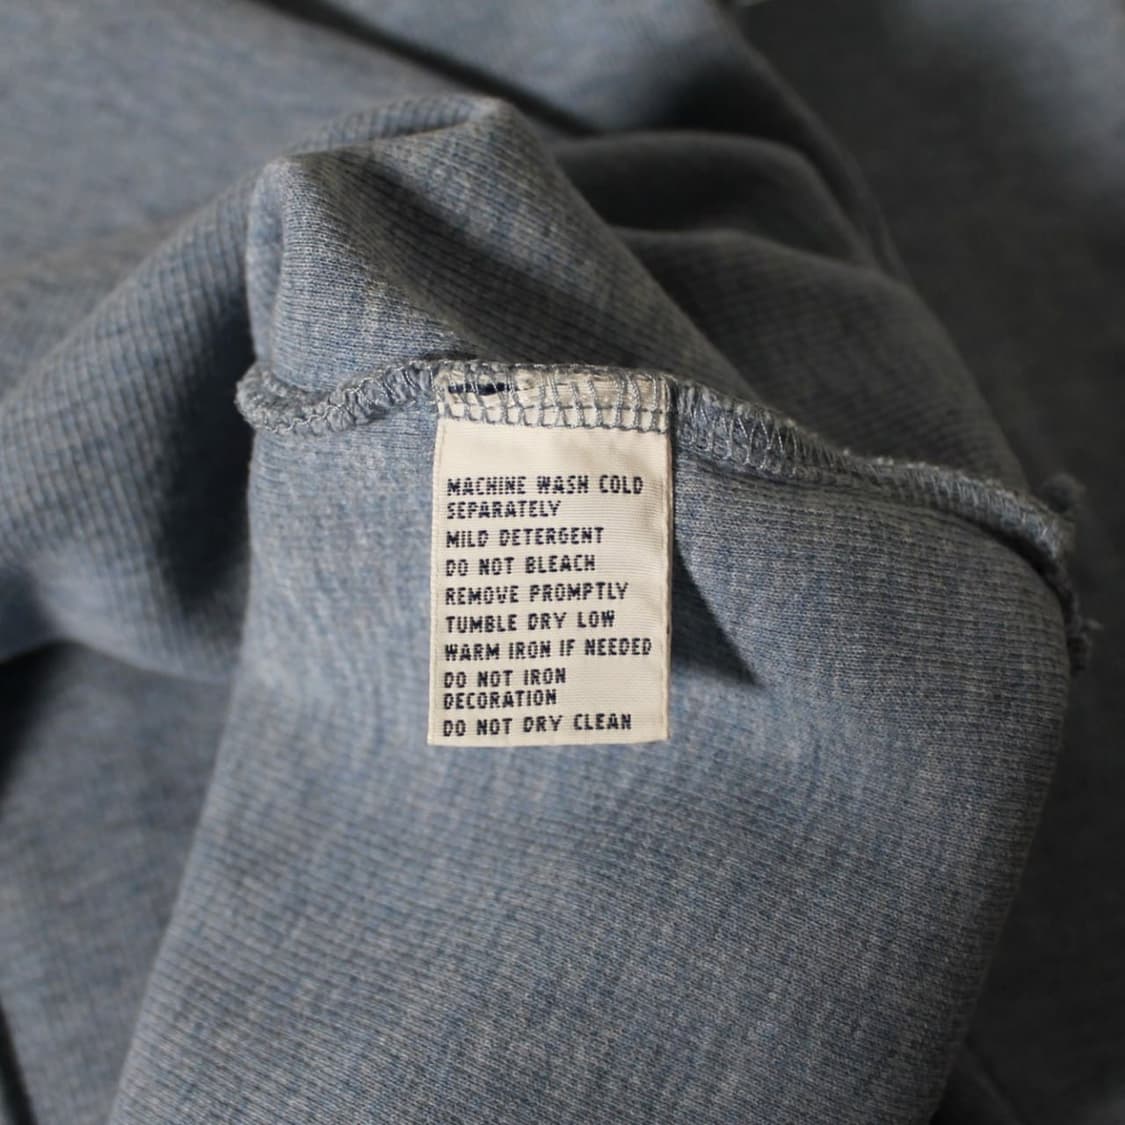 MACHINE WASH COLD
SEPARATELY
MILD DETERGENT
DO NOT BLEACH
REMOVE PROMPTLY
TUMBLE DRY LOW
WARM IRON IF NEEDED
DO NOT IRON
DECORATION
DO NOT DRY CLEAN